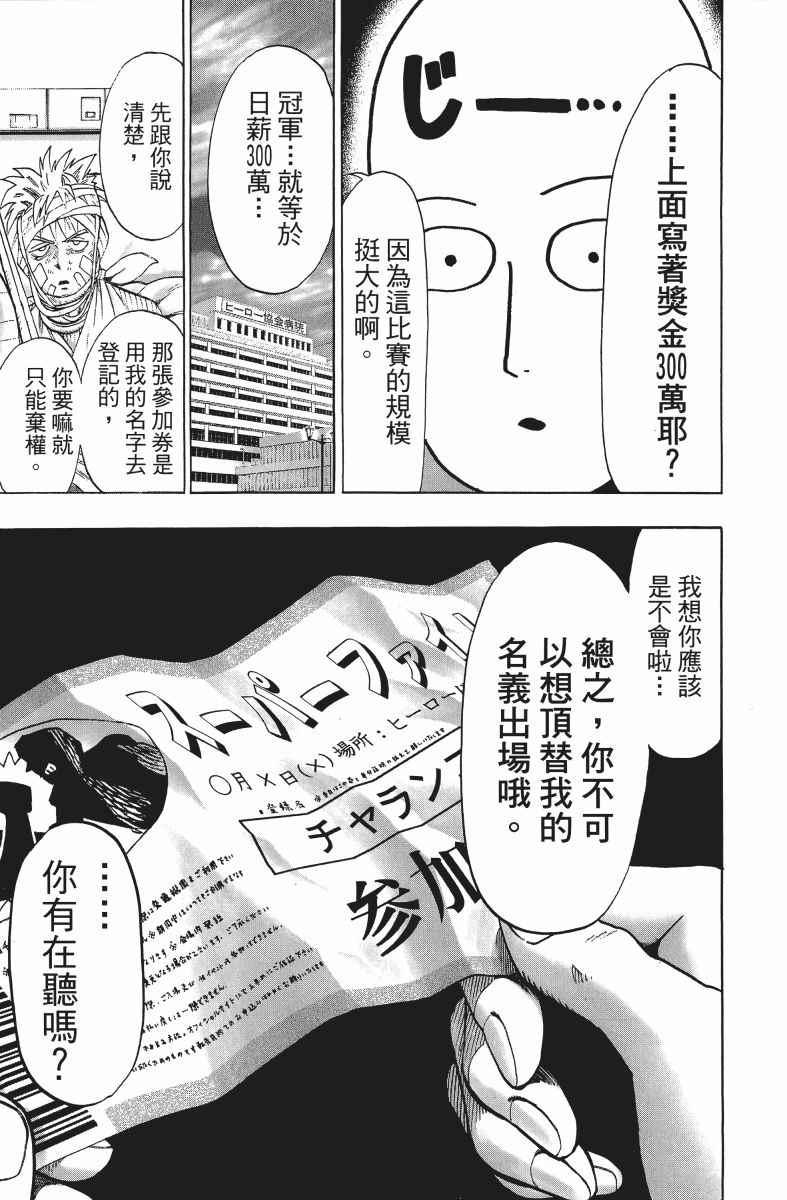 じー…
……上面寫著獎金300萬耶？
因為這比賽的規模
挺大的啊。
冠軍…就等於
日薪300萬…
ヒーロー協会病院
先跟你說
清楚，
那張參加券是
用我的名字去
登記的，
你要嘛就
只能棄權。
我想你應該
是不會啦…
總之，你不可
以想頂替我的
名義出場哦。
スーパーファイ
〇月×日(×)場所：ヒーロー
チャランコ
参加
……
你有在聽嗎？